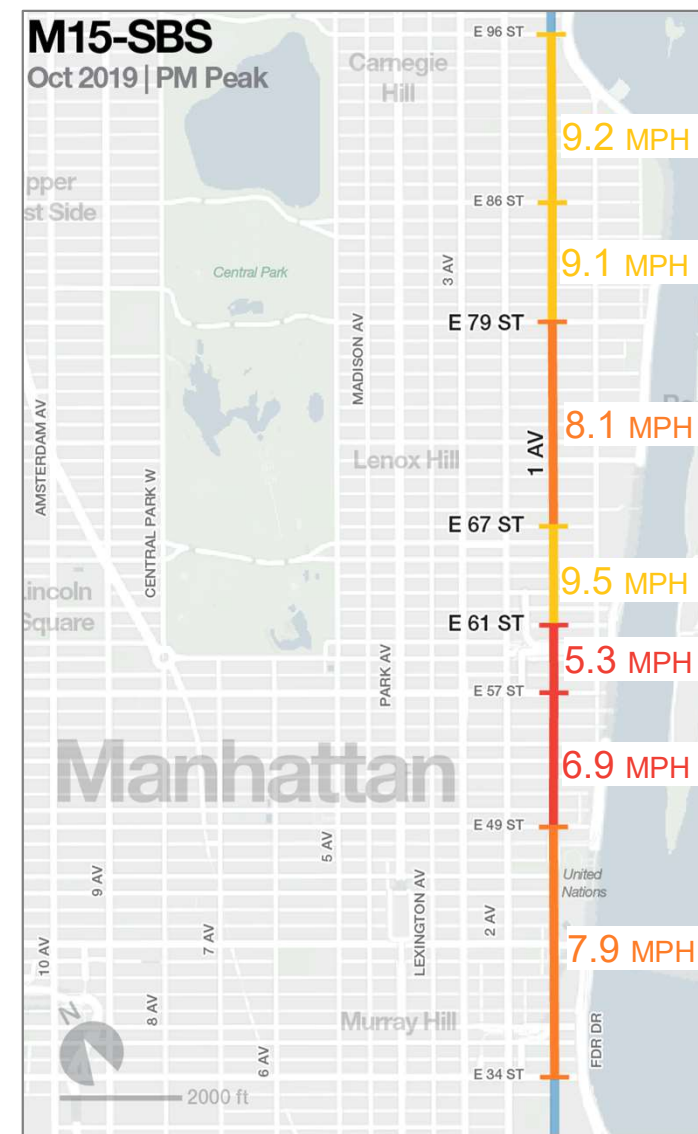 M15-SBS
Oct 2019 | PM Peak
E 96 ST
Carnegie
Hill
9.2 MPH
pper
st Side
E 86 ST
9.1 MPH
Central Park
3 AV
E 79 ST
MADISON AV
8.1 MPH
AMSTERDAM AV
1 AV
Lenox Hill
CENTRAL PARK W
E 67 ST
9.5 MPH
incoln
Square
E 61 ST
5.3 MPH
PARK AV
E 57 ST
Manhattan
6.9 MPH
E 49 ST
5 AV
9 AV
United
Nations
LEXINGTON AV
2 AV
7 AV
10 AV
7.9 MPH
8 AV
N
Murray Hill
6 AV
FDR DR
E 34 ST
2000 ft